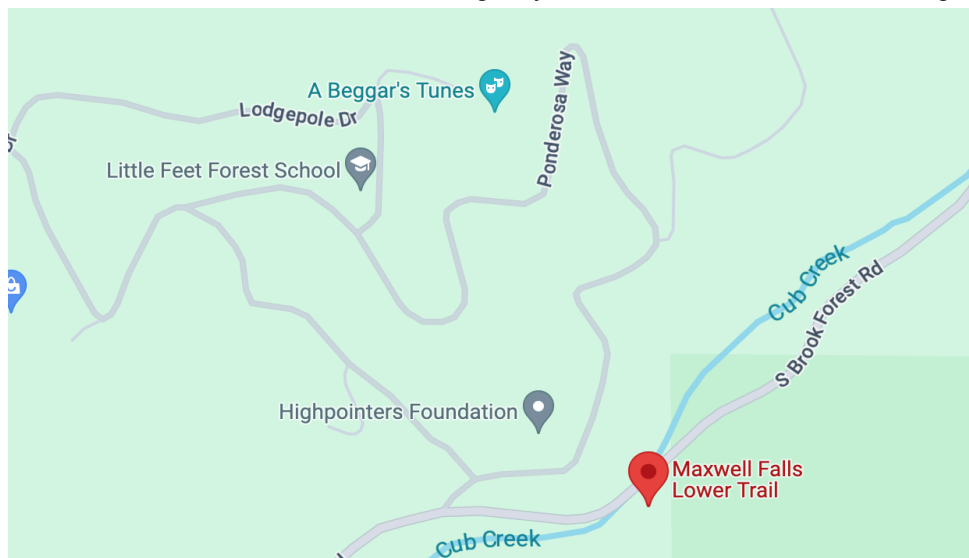 A Beggar's Tunes
Lodgepole Dr
Ponderosa Way
Little Feet Forest School
Cub Creek
S Brook Forest Rd
Highpointers Foundation
Maxwell Falls
Lower Trail
Cub Creek